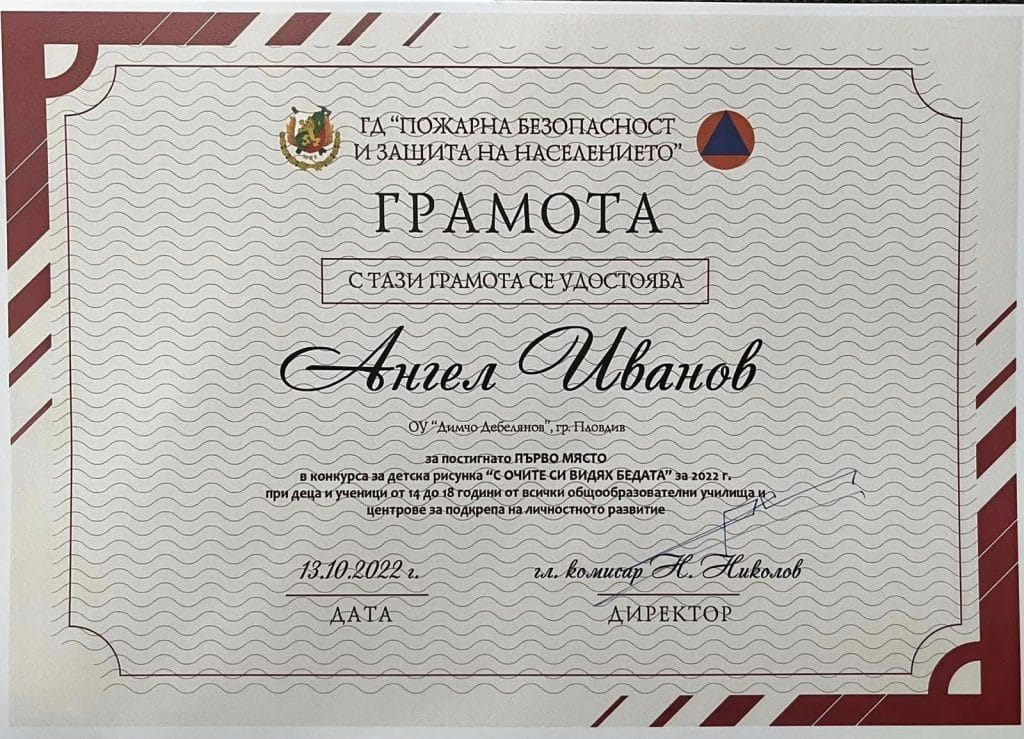 ГД "ПОЖАРНА БЕЗОПАСНОСТ
И ЗАЩИТА НА НАСЕЛЕНИЕТО"
ГРАМОТА
С ТАЗИ ГРАМОТА СЕ УДОСТОЯВА
Ангел Иванов
ОУ "Димчо Дебелянов", гр. Пловдив
за постигнато ПЪРВО МЯСТО
в конкурса за детска рисунка "С ОЧИТЕ СИ ВИДЯХ БЕДАТА" за 2022 г.
при деца и ученици от 14 до 18 години от всички общообразователни училища и
центрове за подкрепа на личностното развитие
13.10.2022 г.
гл. комисар Н. Николов
ДАТА
ДИРЕКТОР